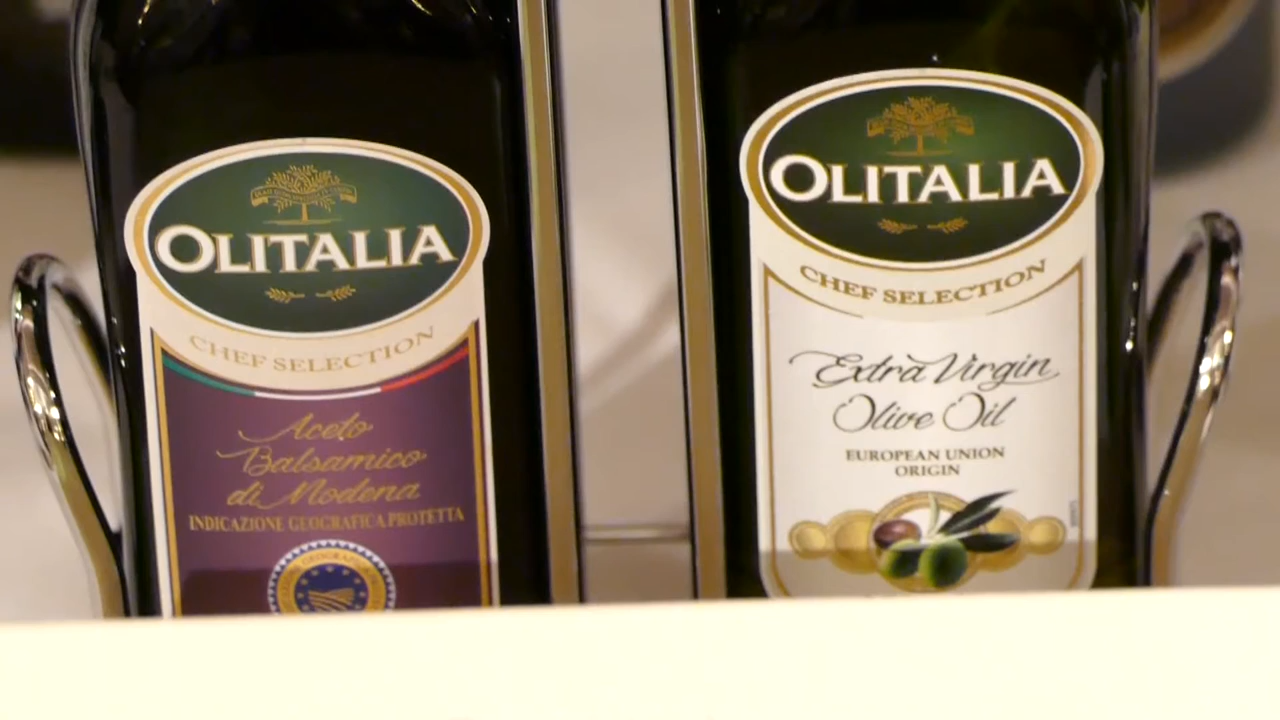 OLITALIA
CHEF SELECTION
Aceto
Balsamico
di Modena
INDICAZIONE GEOGRAFICA PROTETTA
OLITALIA
CHEF SELECTION
Extra Virgin
Olive Oil
EUROPEAN UNION
ORIGIN